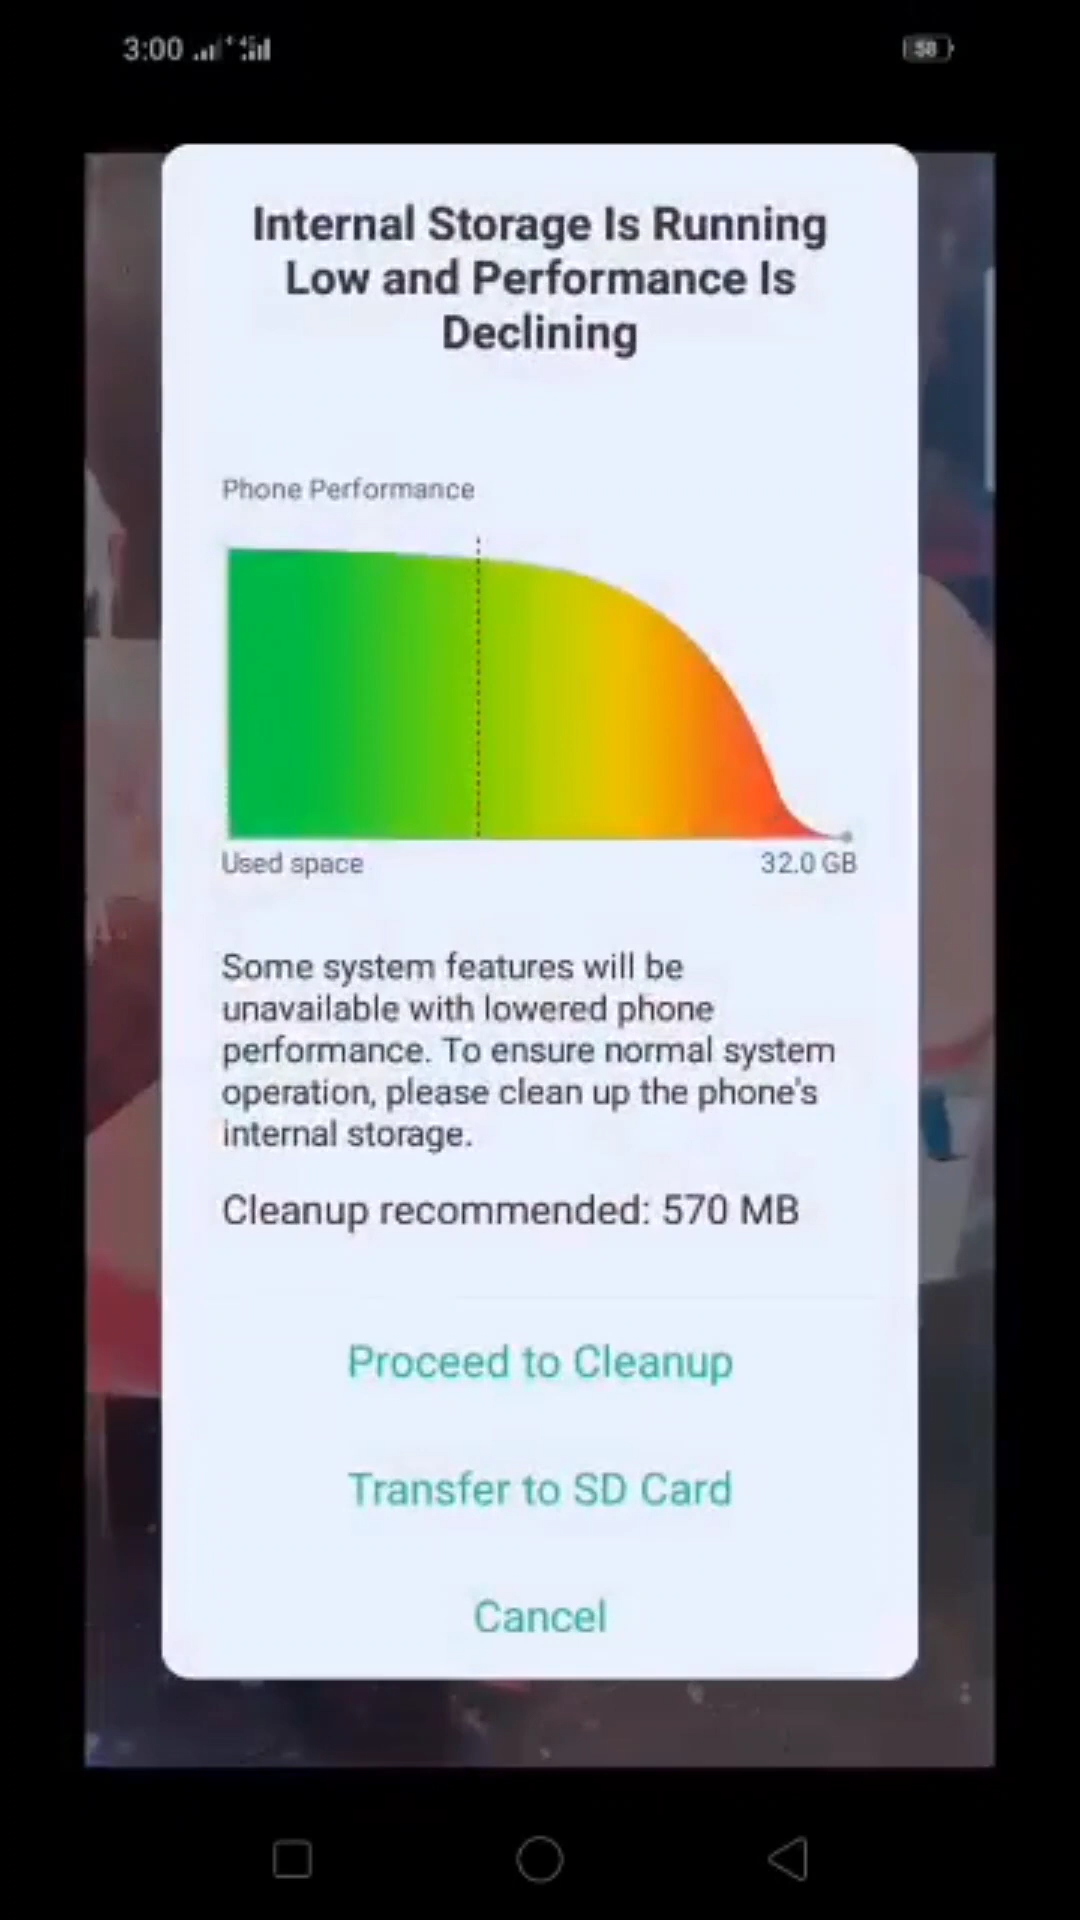 3:00
58
Internal Storage Is Running
Low and Performance Is
Declining
Phone Performance
Used space
32.0 GB
Some system features will be
unavailable with lowered phone
performance. To ensure normal system
operation, please clean up the phone's
internal storage.
Cleanup recommended: 570 MB
Proceed to Cleanup
Transfer to SD Card
Cancel